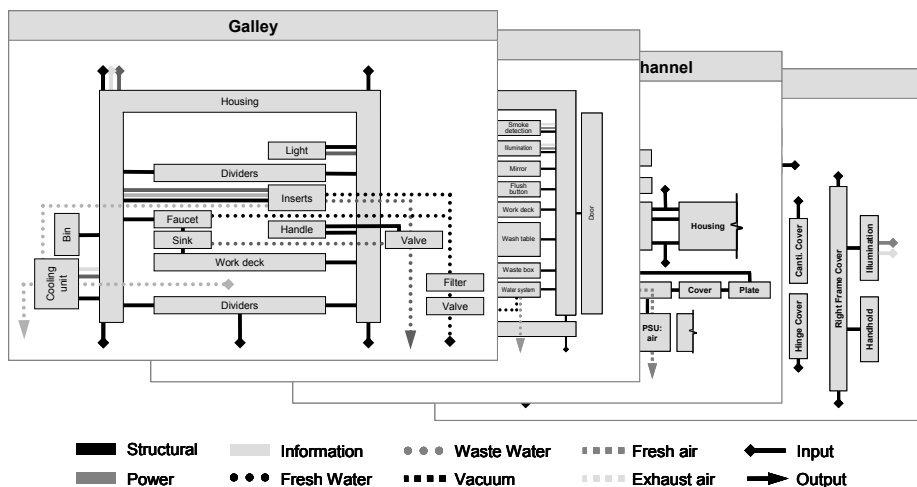 Galley
Housing
Light
Dividers
Inserts
Faucet
Handle
Bin
Sink
Valve
Work deck
Cooling
unit
Filter
Dividers
Valve
Smoke
detection
Illumination
Mirror
Flush
button
Work deck
Wash table
Waste box
Water system
Door
hannel
Housing
Cover
Plate
PSU:
air
Canti. Cover
Hinge Cover
Right Frame Cover
Illumination
Handhold
Structural
Information
Waste Water
Fresh air
Input
Power
Fresh Water
Vacuum
Exhaust air
Output